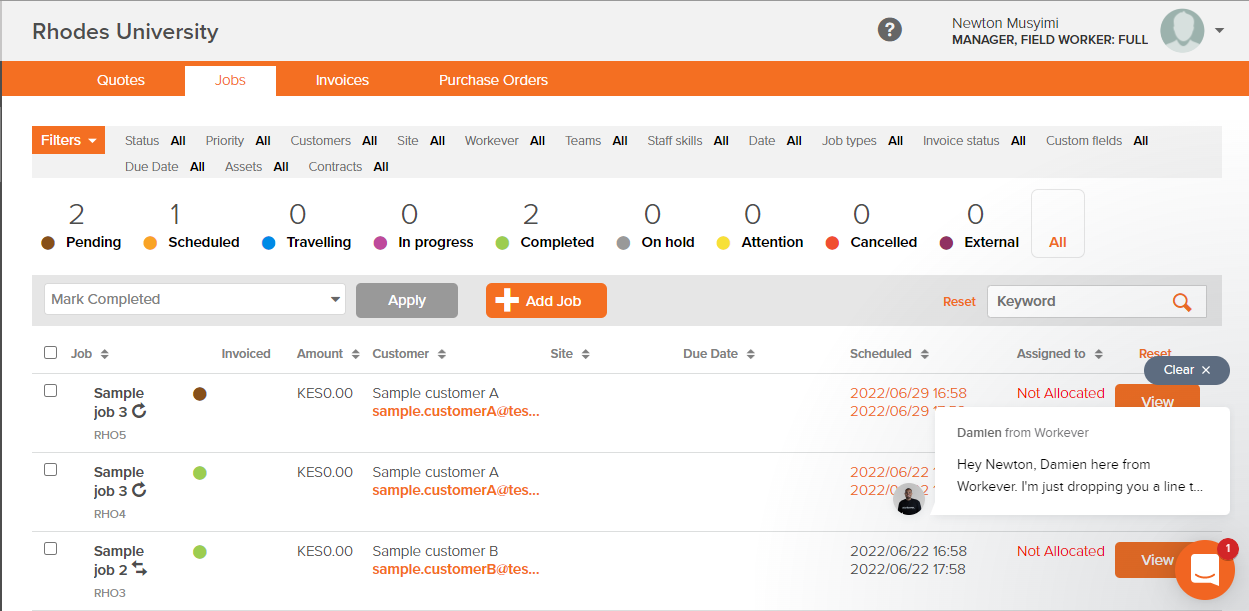 Rhodes University
?
Newton Musyimi
MANAGER, FIELD WORKER: FULL
Quotes Jobs Invoices Purchase Orders
Filters Status All Priority All Customers All Site All Workever All Teams All Staff skills All Date All Job types All Invoice status All Custom fields All
Due Date All Assets All Contracts All
2 1 0 0 2 0 0 0 0
Pending Scheduled Travelling In progress Completed On hold Attention Cancelled External All
Mark Completed Apply Add Job Reset Keyword
Job Invoiced Amount Customer Site Due Date Scheduled Assigned to Reset
Clear ×
Sample KES0.00 Sample customer A 2022/06/29 16:58 Not Allocated View
job 3 sample.customerA@tes... 2022/06/29
RHO5
Damien from Workever
Sample KES0.00 Sample customer A 2022/06/22
job 3 sample.customerA@tes... 2022/06/22
Hey Newton, Damien here from
Workever. I'm just dropping you a line t...
RHO4
Sample KES0.00 Sample customer B 2022/06/22 16:58 Not Allocated View
job 2 sample.customerB@tes... 2022/06/22 17:58
RHO3
1